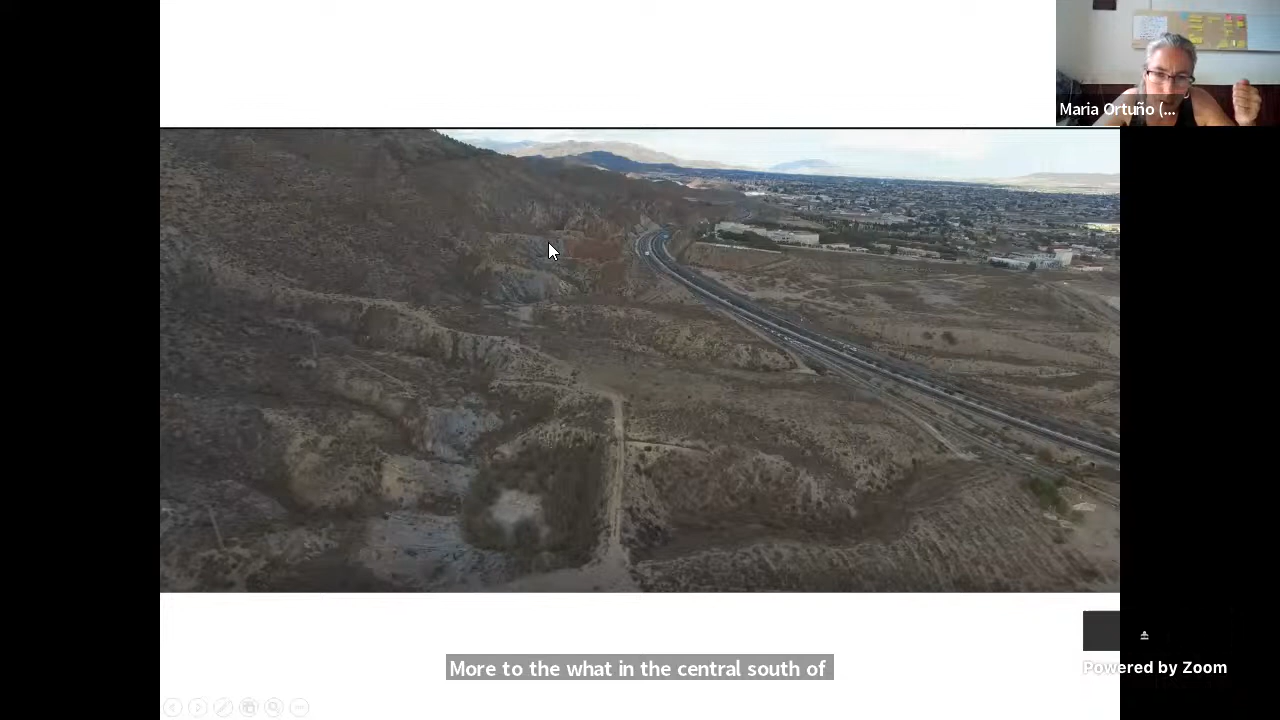 Maria Ortuño (...
More to the what in the central south of
Powered by Zoom